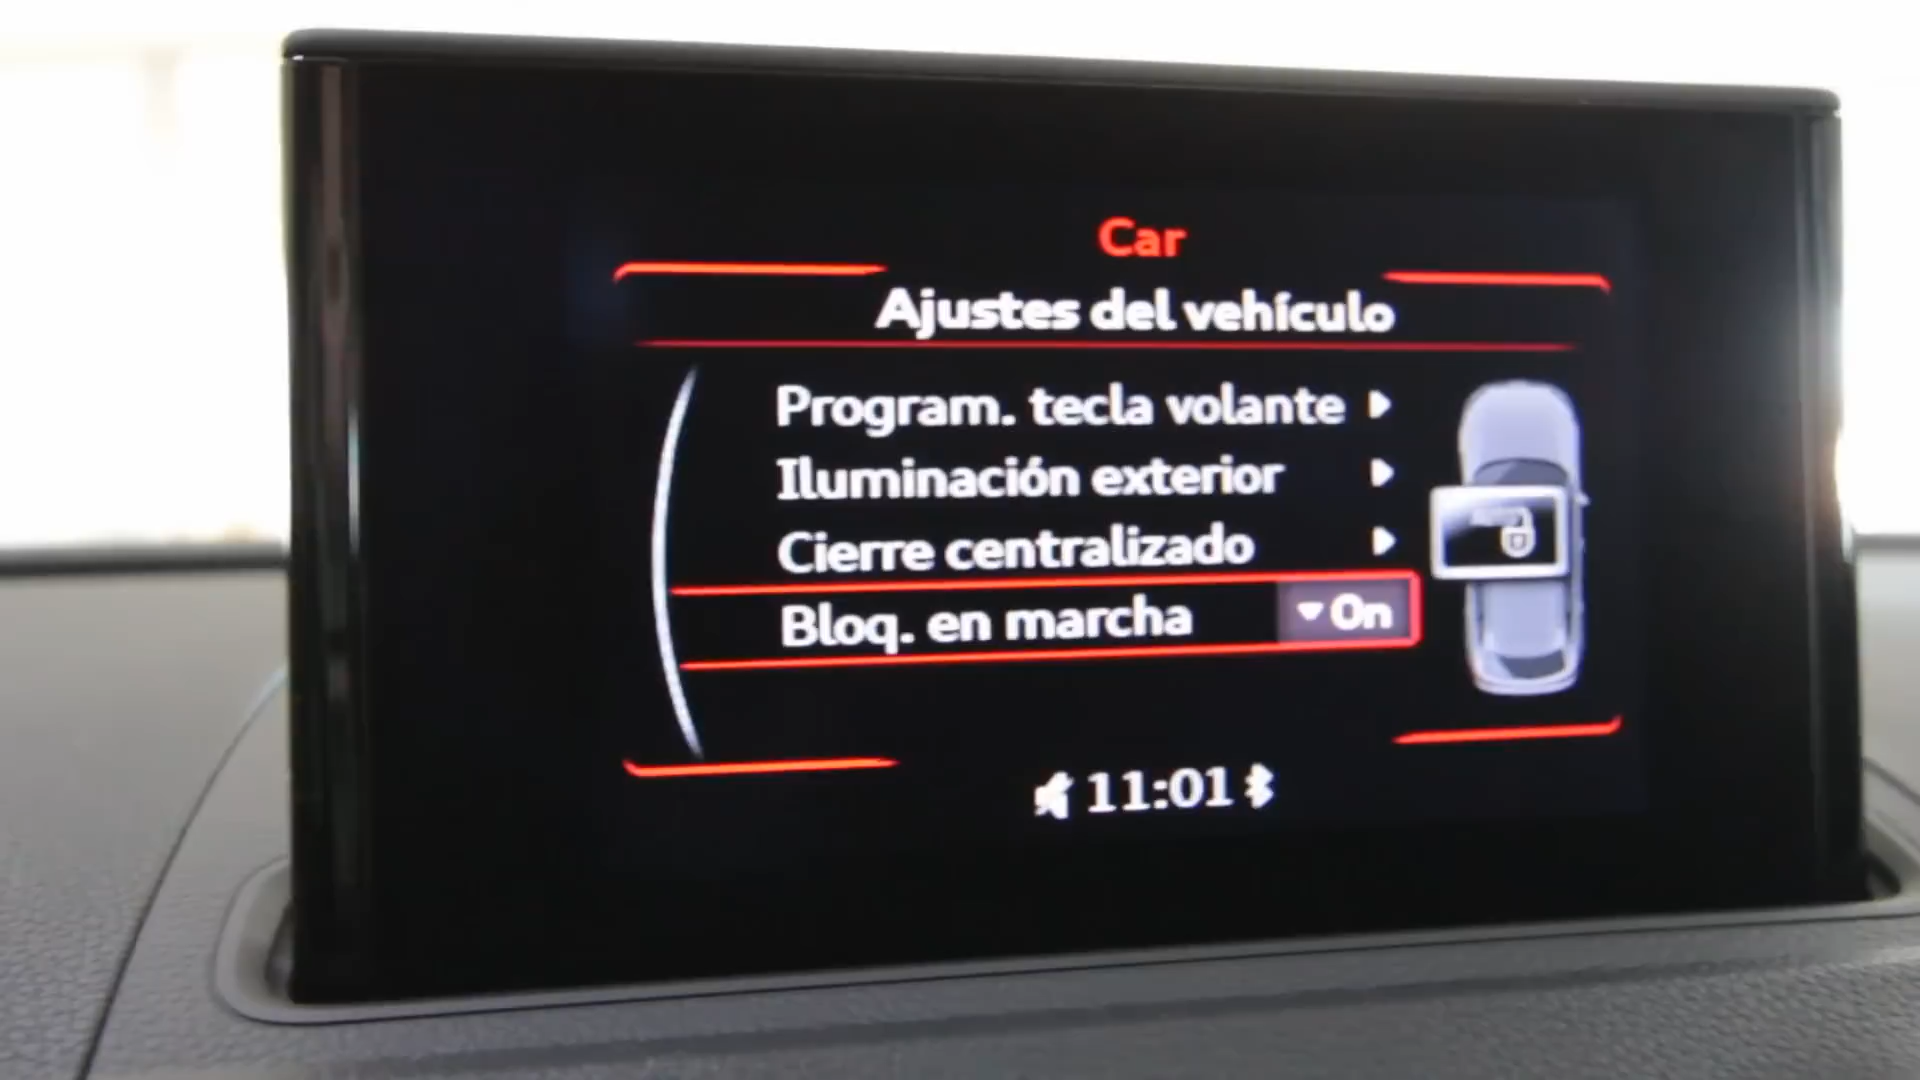 Car
Ajustes del vehículo
Program. tecla volante
Iluminación exterior
Cierre centralizado
Bloq. en marcha On
11:01